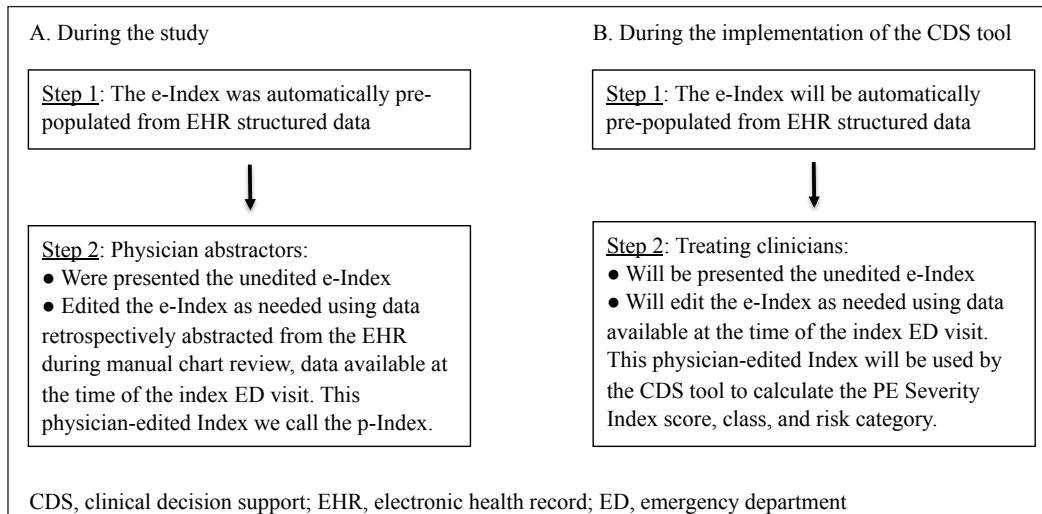 A. During the study
Step 1: The e-Index was automatically pre-
populated from EHR structured data
Step 2: Physician abstractors:
● Were presented the unedited e-Index
● Edited the e-Index as needed using data
retrospectively abstracted from the EHR
during manual chart review, data available at
the time of the index ED visit. This
physician-edited Index we call the p-Index.
B. During the implementation of the CDS tool
Step 1: The e-Index will be automatically
pre-populated from EHR structured data
Step 2: Treating clinicians:
● Will be presented the unedited e-Index
● Will edit the e-Index as needed using data
available at the time of the index ED visit.
This physician-edited Index will be used by
the CDS tool to calculate the PE Severity
Index score, class, and risk category.
CDS, clinical decision support; EHR, electronic health record; ED, emergency department